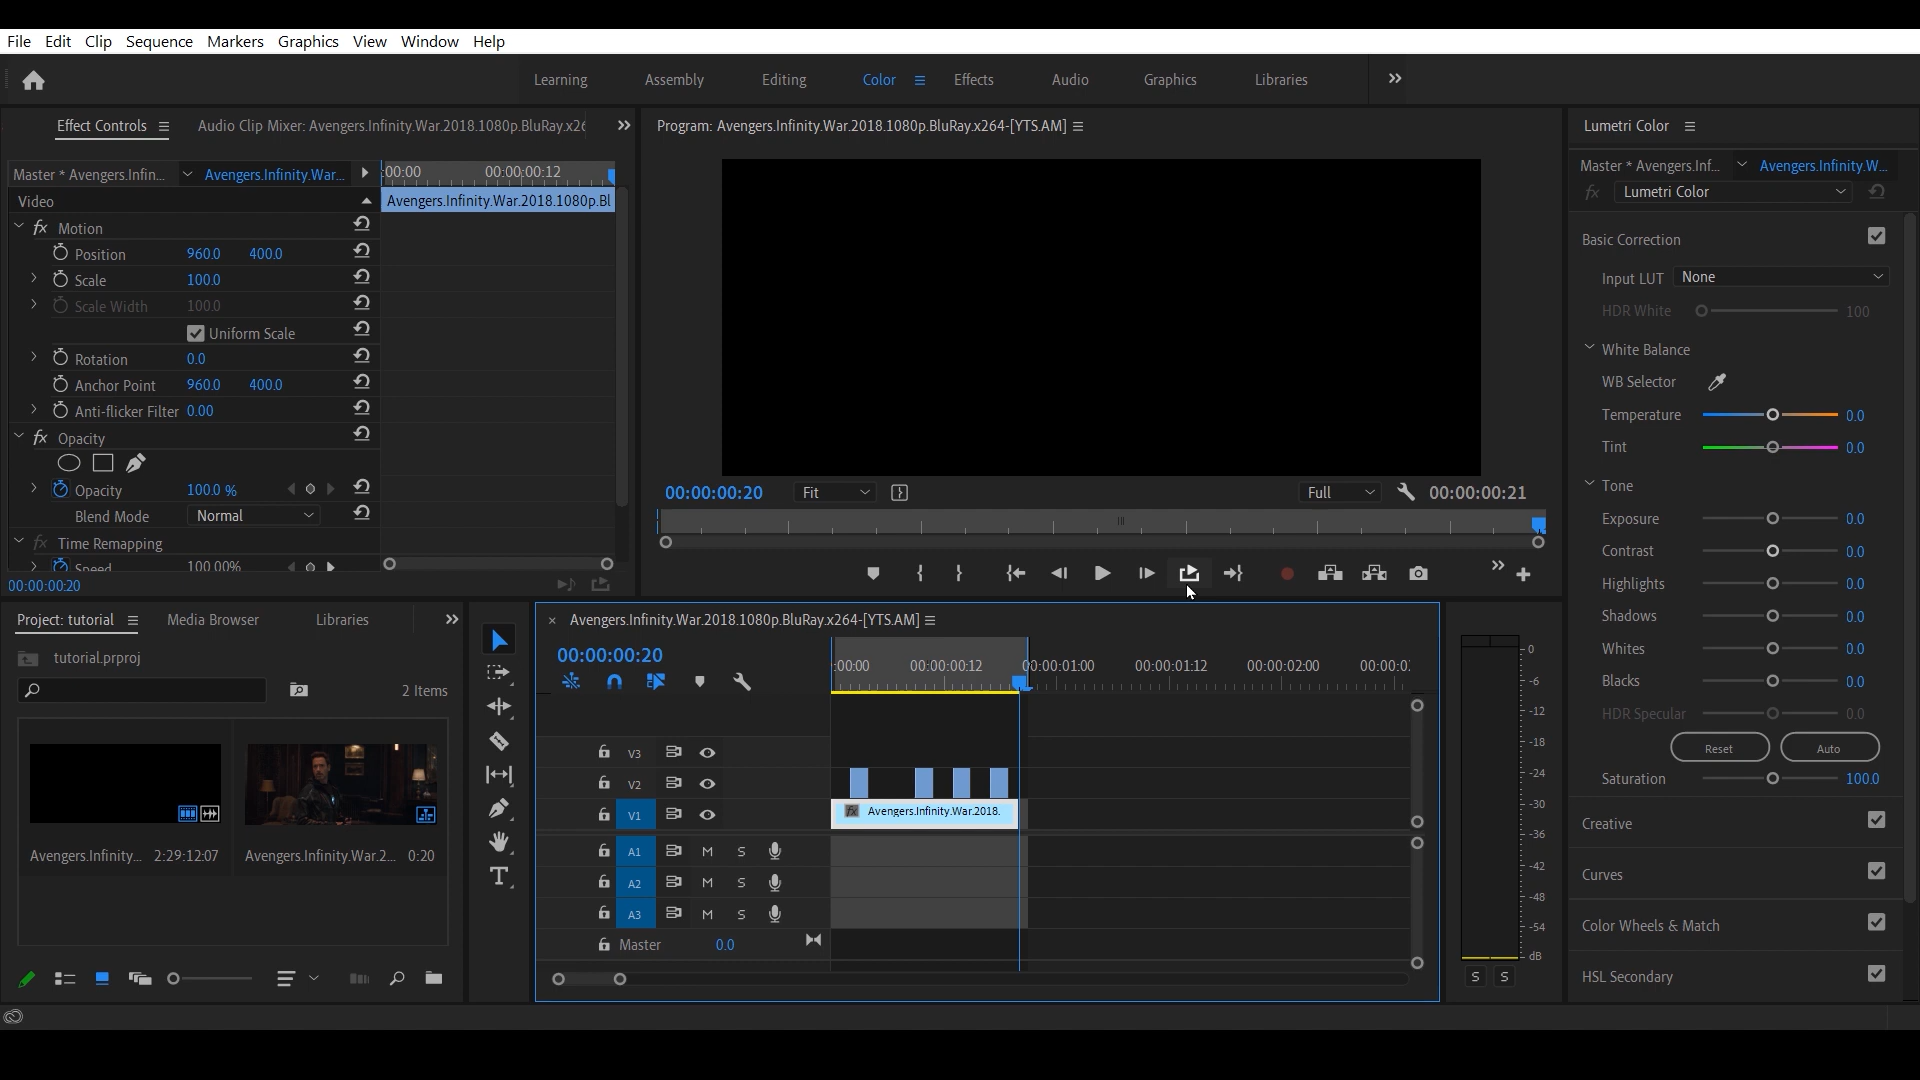 File Edit Clip Sequence Markers Graphics View Window Help
Learning Assembly Editing Color Effects Audio Graphics Libraries
Effect Controls Audio Clip Mixer: Avengers.Infinity.War.2018.1080p.BluRay.x26
Master * Avengers.Infin... Avengers.Infinity.War...
:00:00 00:00:00:12
Video
Avengers.Infinity.War.2018.1080p.Bl
fx Motion
Position 960.0 400.0
Scale 100.0
Scale Width 100.0
Uniform Scale
Rotation 0.0
Anchor Point 960.0 400.0
Anti-flicker Filter 0.00
fx Opacity
Opacity 100.0 %
Blend Mode Normal
fx Time Remapping
Speed 100.00%
00:00:00:20
Program: Avengers.Infinity.War.2018.1080p.BluRay.x264-[YTS.AM]
00:00:00:20 Fit Full 00:00:00:21
Lumetri Color
Master * Avengers.Inf... Avengers.Infinity.W...
fx Lumetri Color
Basic Correction
Input LUT None
HDR White 100
White Balance
WB Selector
Temperature 0.0
Tint 0.0
Tone
Exposure 0.0
Contrast 0.0
Highlights 0.0
Shadows 0.0
Whites 0.0
Blacks 0.0
HDR Specular 0.0
Reset Auto
Saturation 100.0
Creative
Curves
Color Wheels & Match
HSL Secondary
Project: tutorial Media Browser Libraries
tutorial.prproj
2 Items
Avengers.Infinity... 2:29:12:07 Avengers.Infinity.War.2... 0:20
T
Avengers.Infinity.War.2018.1080p.BluRay.x264-[YTS.AM]
00:00:00:20
:00:00 00:00:00:12 00:00:01:00 00:00:01:12 00:00:02:00 00:00:0
V3
V2
V1 fx Avengers.Infinity.War.2018.
A1 M S
A2 M S
A3 M S
Master 0.0
0
-6
-12
-18
-24
-30
-36
-42
-48
-54
dB
S S